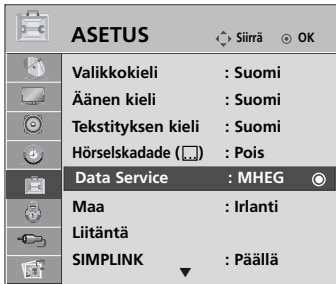 ASETUS Siirrä OK
Valikkokieli : Suomi
Äänen kieli : Suomi
Tekstityksen kieli : Suomi
Hörselskadade ( ) : Pois
Data Service : MHEG
Maa : Irlanti
Liitäntä
SIMPLINK : Päällä